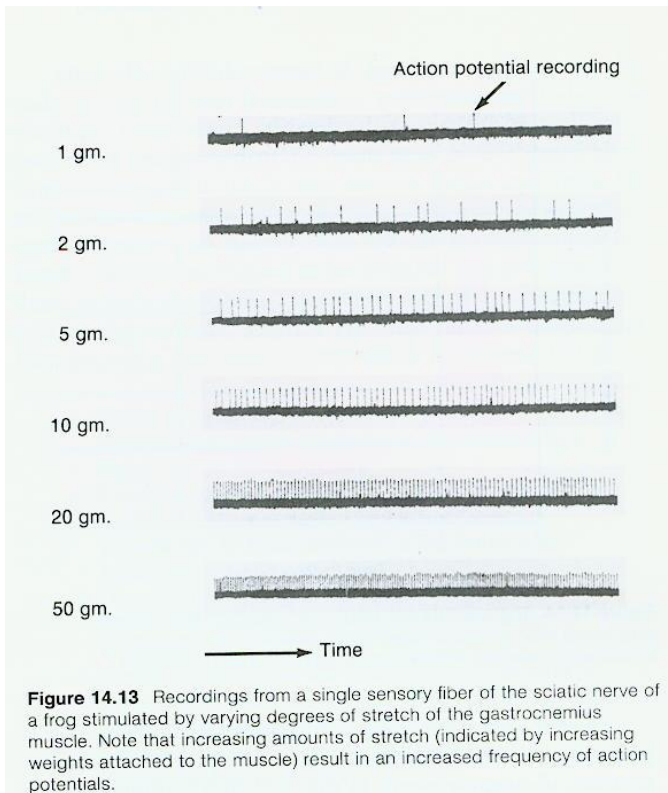 Action potential recording
1 gm.
2 gm.
5 gm.
10 gm.
20 gm.
50 gm.
Time
Figure 14.13 Recordings from a single sensory fiber of the sciatic nerve of
a frog stimulated by varying degrees of stretch of the gastrocnemius
muscle. Note that increasing amounts of stretch (indicated by increasing
weights attached to the muscle) result in an increased frequency of action
potentials.